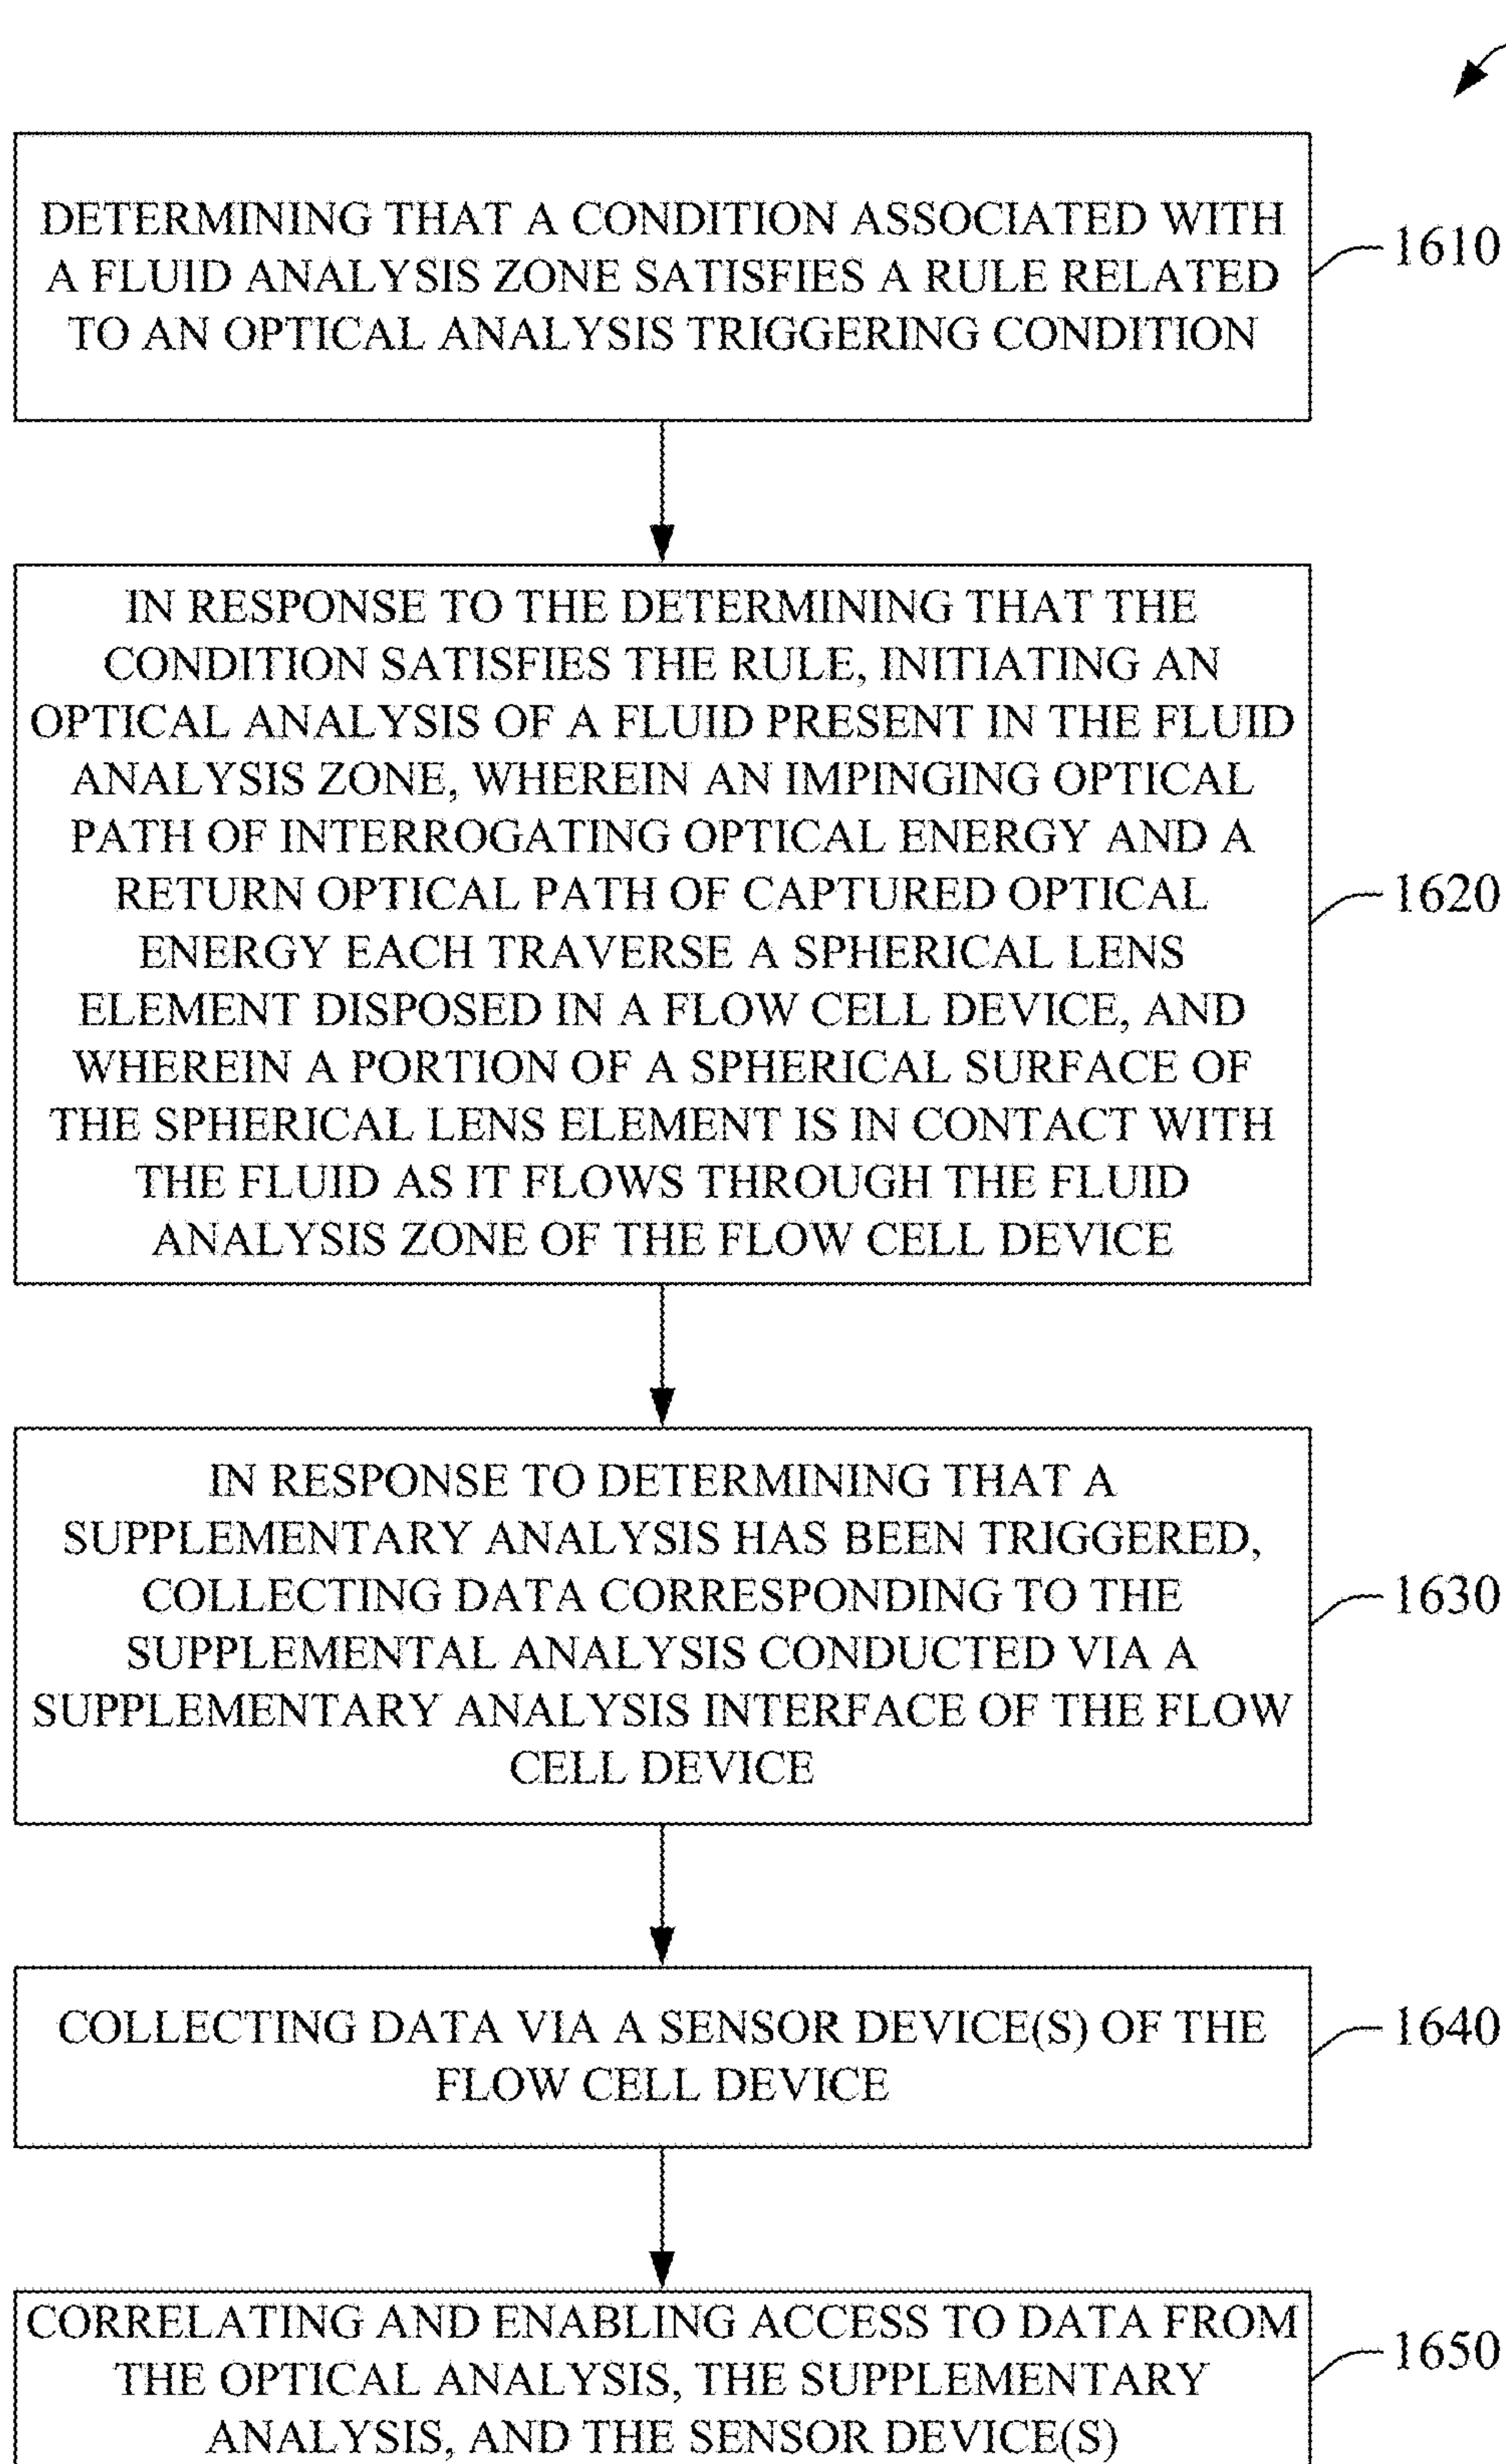 DETERMINING THAT A CONDITION ASSOCIATED WITH
A FLUID ANALYSIS ZONE SATISFIES A RULE RELATED
TO AN OPTICAL ANALYSIS TRIGGERING CONDITION
1610
IN RESPONSE TO THE DETERMINING THAT THE
CONDITION SATISFIES THE RULE, INITIATING AN
OPTICAL ANALYSIS OF A FLUID PRESENT IN THE FLUID
ANALYSIS ZONE, WHEREIN AN IMPINGING OPTICAL
PATH OF INTERROGATING OPTICAL ENERGY AND A
RETURN OPTICAL PATH OF CAPTURED OPTICAL
ENERGY EACH TRAVERSE A SPHERICAL LENS
ELEMENT DISPOSED IN A FLOW CELL DEVICE, AND
WHEREIN A PORTION OF A SPHERICAL SURFACE OF
THE SPHERICAL LENS ELEMENT IS IN CONTACT WITH
THE FLUID AS IT FLOWS THROUGH THE FLUID
ANALYSIS ZONE OF THE FLOW CELL DEVICE
1620
IN RESPONSE TO DETERMINING THAT A
SUPPLEMENTARY ANALYSIS HAS BEEN TRIGGERED,
COLLECTING DATA CORRESPONDING TO THE
SUPPLEMENTAL ANALYSIS CONDUCTED VIA A
SUPPLEMENTARY ANALYSIS INTERFACE OF THE FLOW
CELL DEVICE
1630
COLLECTING DATA VIA A SENSOR DEVICE(S) OF THE
FLOW CELL DEVICE
1640
CORRELATING AND ENABLING ACCESS TO DATA FROM
THE OPTICAL ANALYSIS, THE SUPPLEMENTARY
ANALYSIS, AND THE SENSOR DEVICE(S)
1650